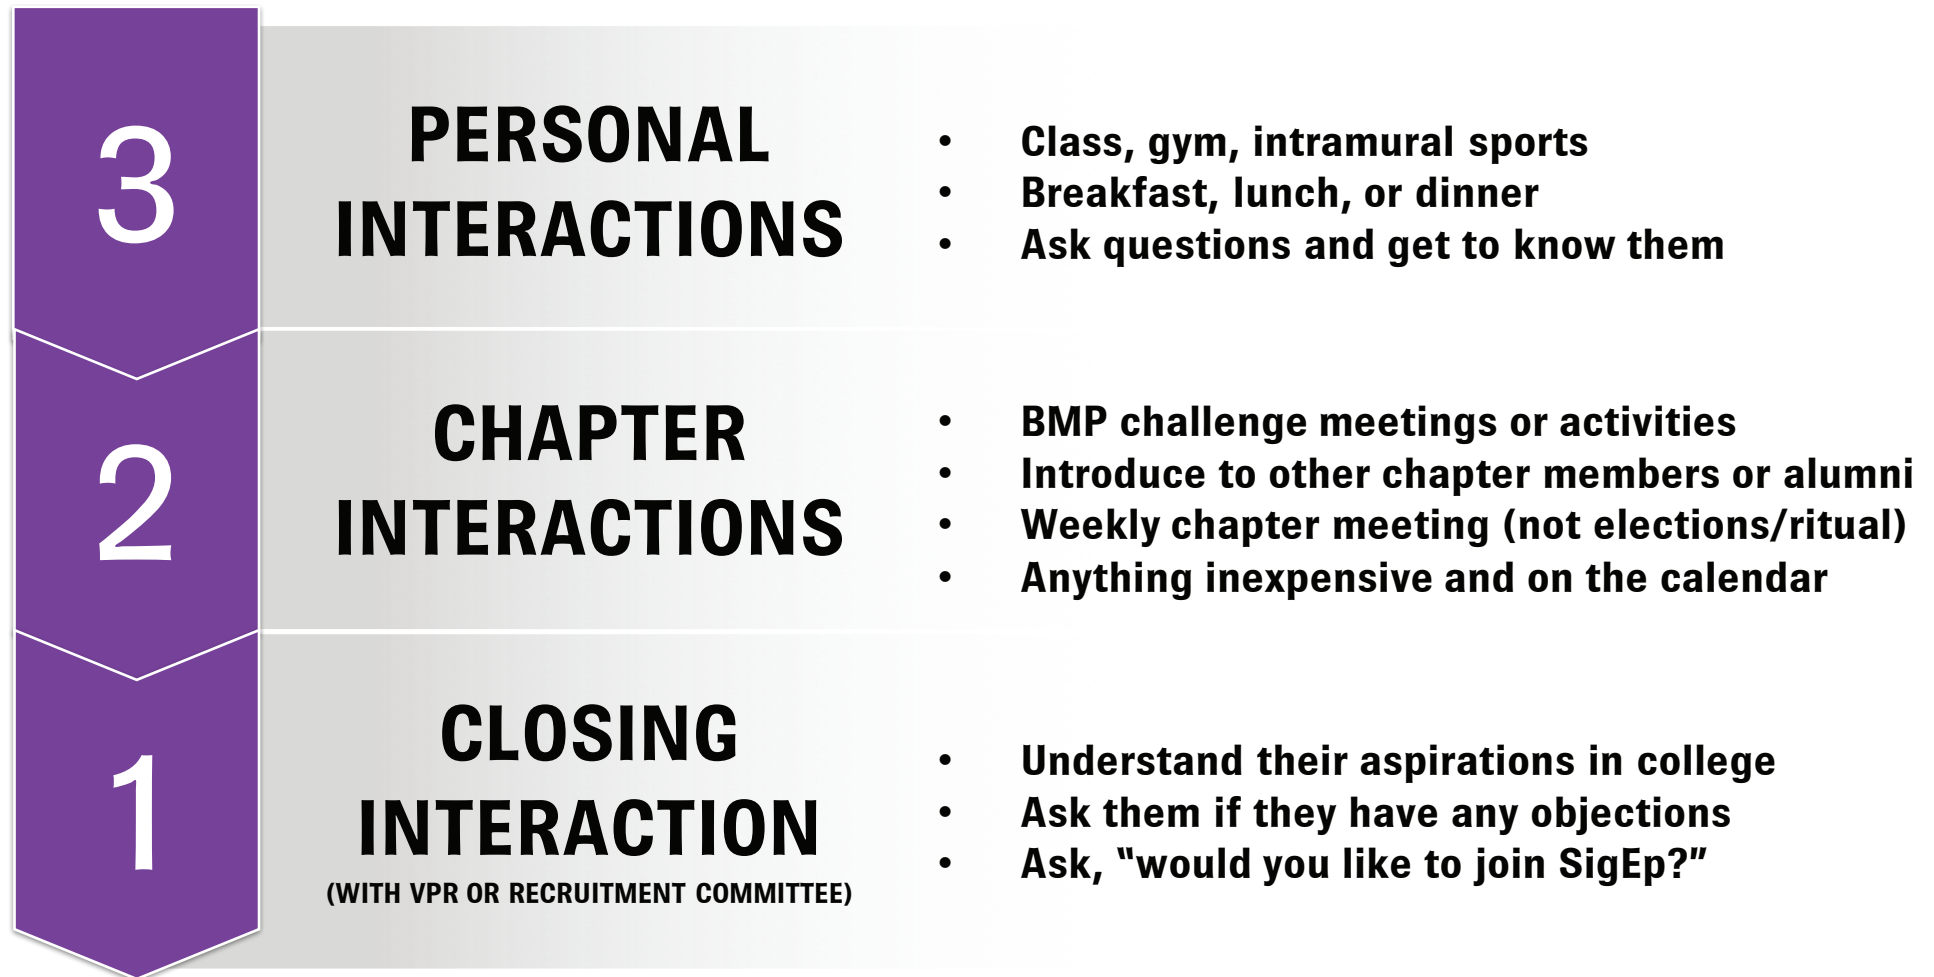 3
PERSONAL
INTERACTIONS
• Class, gym, intramural sports
• Breakfast, lunch, or dinner
• Ask questions and get to know them
2
CHAPTER
INTERACTIONS
• BMP challenge meetings or activities
• Introduce to other chapter members or alumni
• Weekly chapter meeting (not elections/ritual)
• Anything inexpensive and on the calendar
1
CLOSING
INTERACTION
(WITH VPR OR RECRUITMENT COMMITTEE)
• Understand their aspirations in college
• Ask them if they have any objections
• Ask, “would you like to join SigEp?”